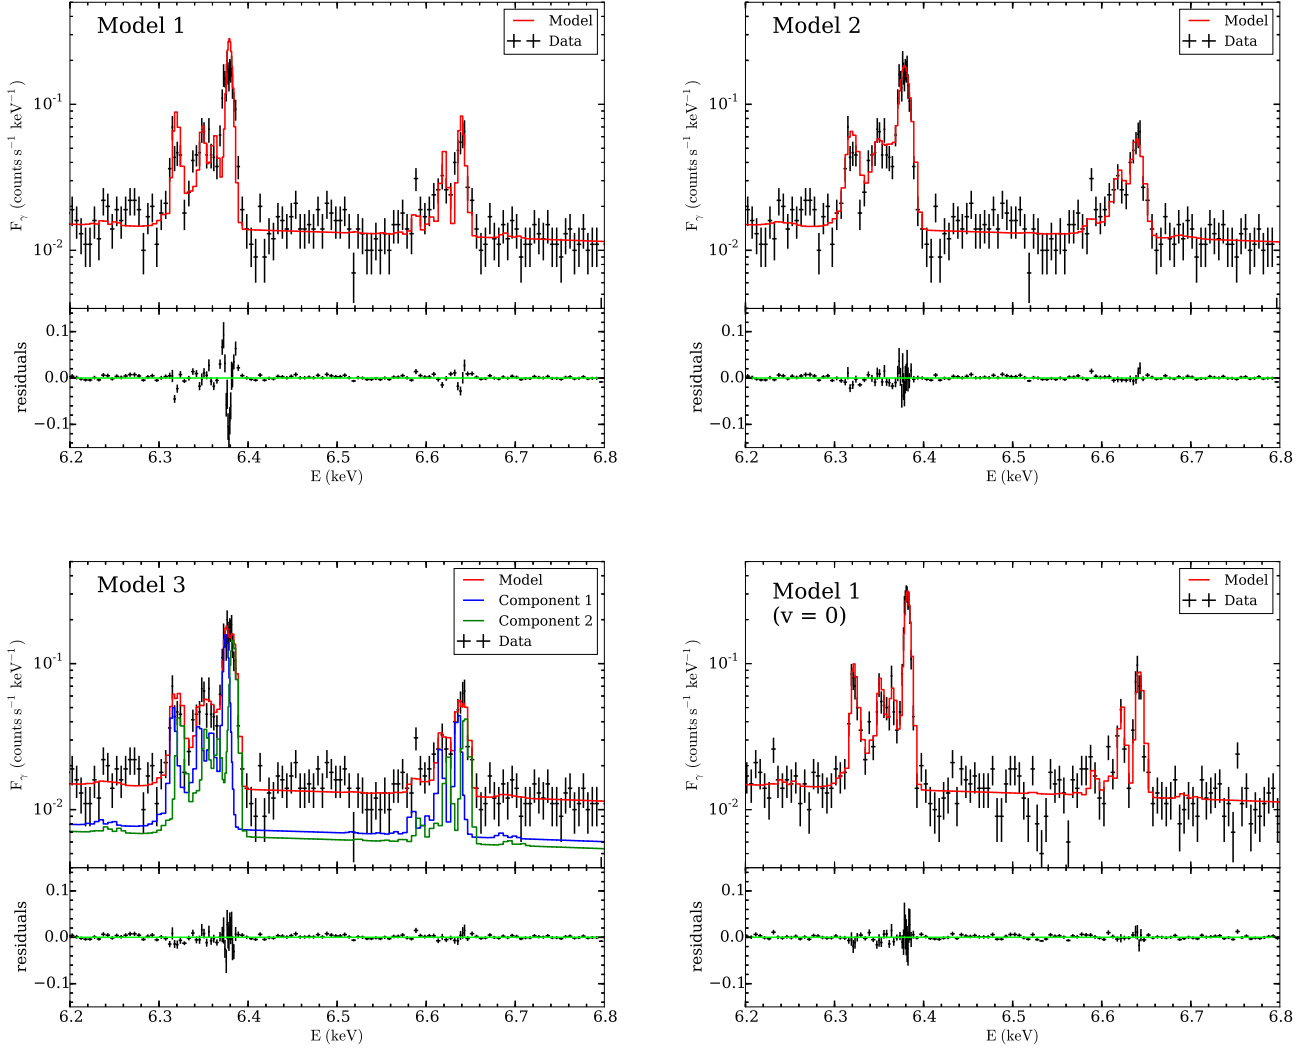 Model 1
Model
Data
F_γ (counts s⁻¹ keV⁻¹)
10⁻¹
10⁻²
residuals
0.1
0.0
−0.1
6.2 6.3 6.4 6.5 6.6 6.7 6.8
E (keV)
Model 2
Model
Data
F_γ (counts s⁻¹ keV⁻¹)
10⁻¹
10⁻²
residuals
0.1
0.0
−0.1
6.2 6.3 6.4 6.5 6.6 6.7 6.8
E (keV)
Model 3
Model
Component 1
Component 2
Data
F_γ (counts s⁻¹ keV⁻¹)
10⁻¹
10⁻²
residuals
0.1
0.0
−0.1
6.2 6.3 6.4 6.5 6.6 6.7 6.8
E (keV)
Model 1
(v = 0)
Model
Data
F_γ (counts s⁻¹ keV⁻¹)
10⁻¹
10⁻²
residuals
0.1
0.0
−0.1
6.2 6.3 6.4 6.5 6.6 6.7 6.8
E (keV)